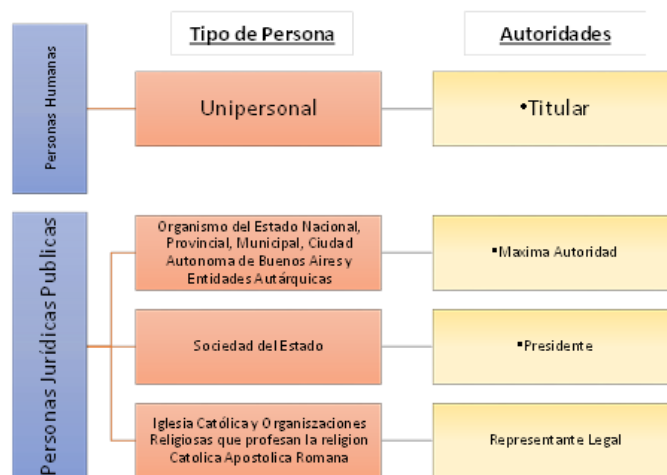 Tipo de Persona
Autoridades
Personas Humanas
Unipersonal
•Titular
Personas Jurídicas Publicas
Organismo del Estado Nacional,
Provincial, Municipal, Ciudad
Autonoma de Buenos Aires y
Entidades Autárquicas
▪Maxima Autoridad
Sociedad del Estado
▪Presidente
Iglesia Católica y Organiszaciones
Religiosas que profesan la religion
Catolica Apostolica Romana
Representante Legal